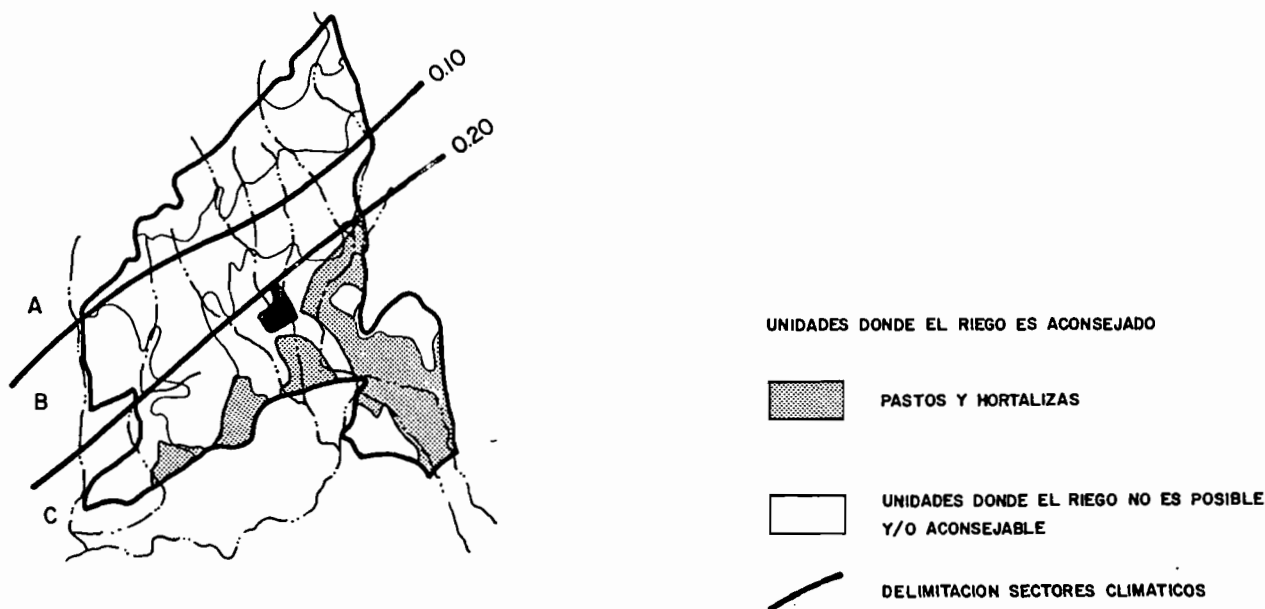 0.10
0.20
A
B
C
UNIDADES DONDE EL RIEGO ES ACONSEJADO
PASTOS Y HORTALIZAS
UNIDADES DONDE EL RIEGO NO ES POSIBLE
Y/O ACONSEJABLE
DELIMITACION SECTORES CLIMATICOS